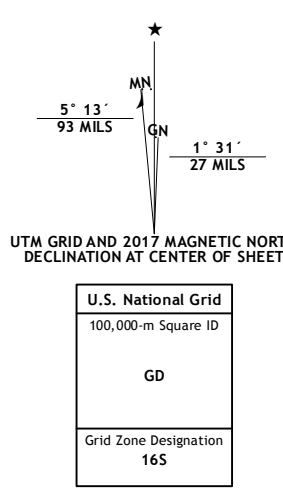 MN
5° 13´
93 MILS
GN
1° 31´
27 MILS
UTM GRID AND 2017 MAGNETIC NORT
DECLINATION AT CENTER OF SHEET
U.S. National Grid
100,000-m Square ID
GD
Grid Zone Designation
16S